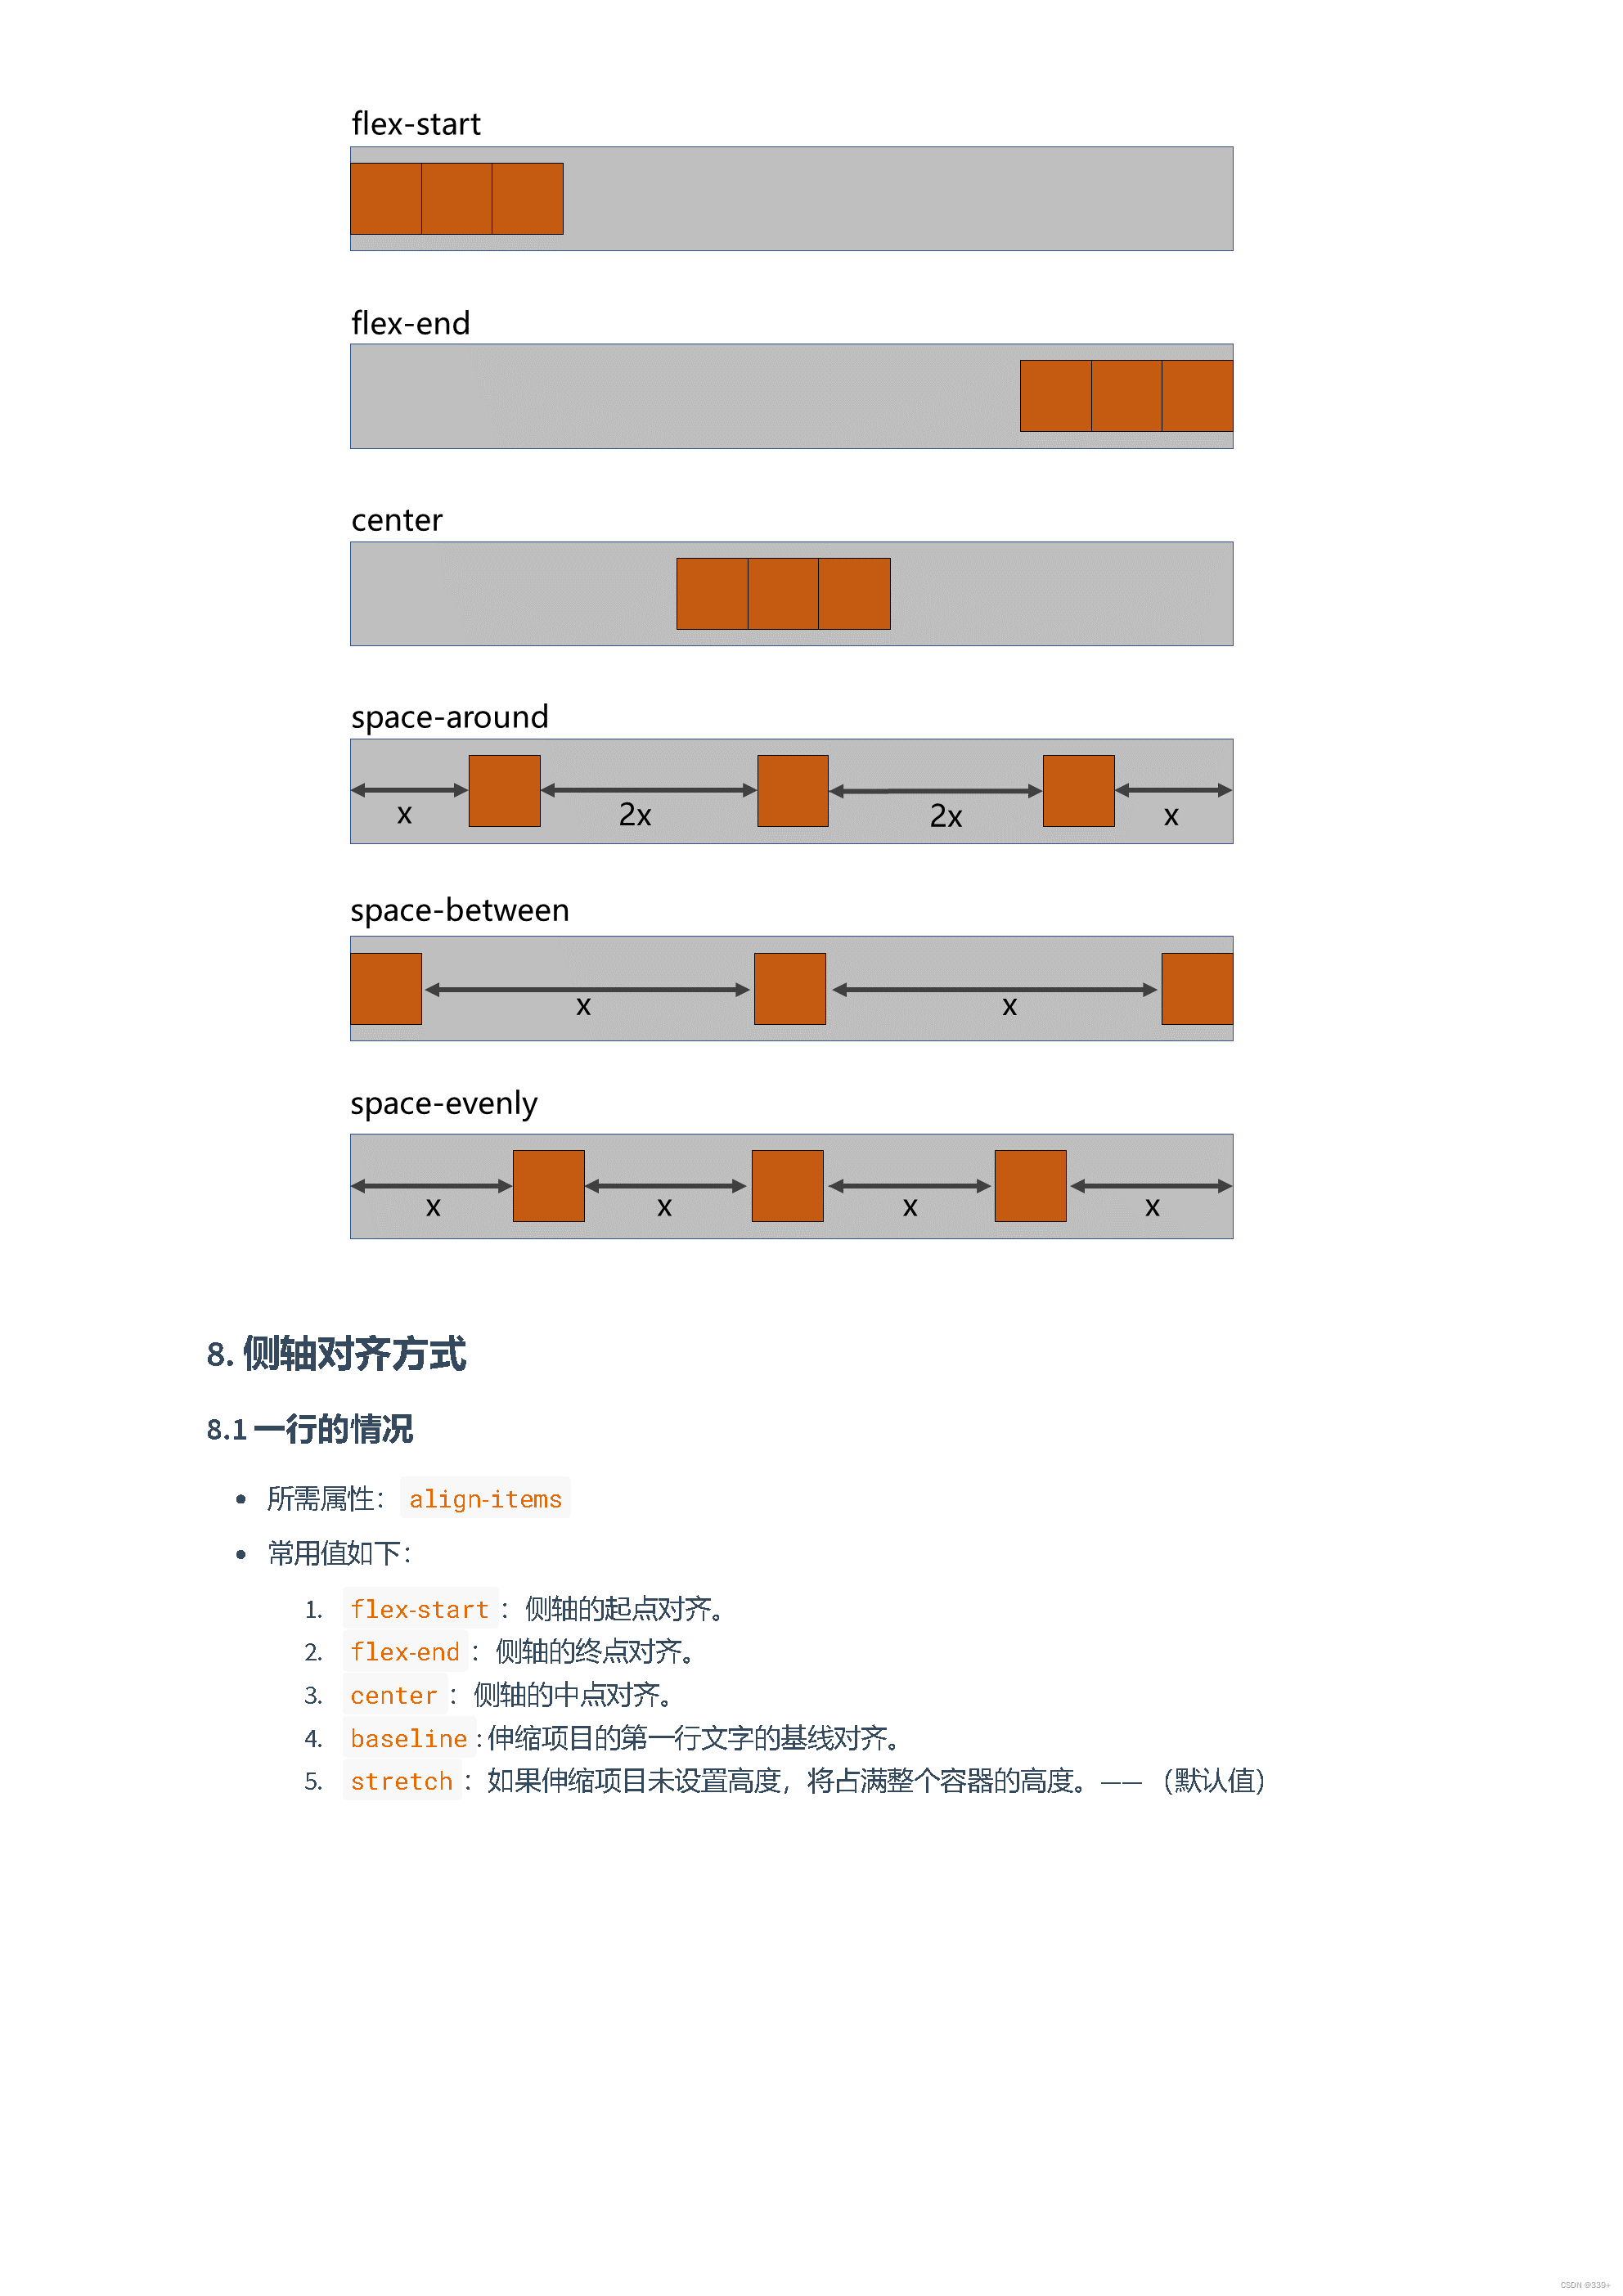 flex-start
flex-end
center
space-around
x 2x 2x x
space-between
x x
space-evenly
x x x x
8. 侧轴对齐方式
8.1 一行的情况
• 所需属性：align-items
• 常用值如下：
1. flex-start：侧轴的起点对齐。
2. flex-end：侧轴的终点对齐。
3. center：侧轴的中点对齐。
4. baseline:伸缩项目的第一行文字的基线对齐。
5. stretch：如果伸缩项目未设置高度，将占满整个容器的高度。—— （默认值）
CSDN @339+